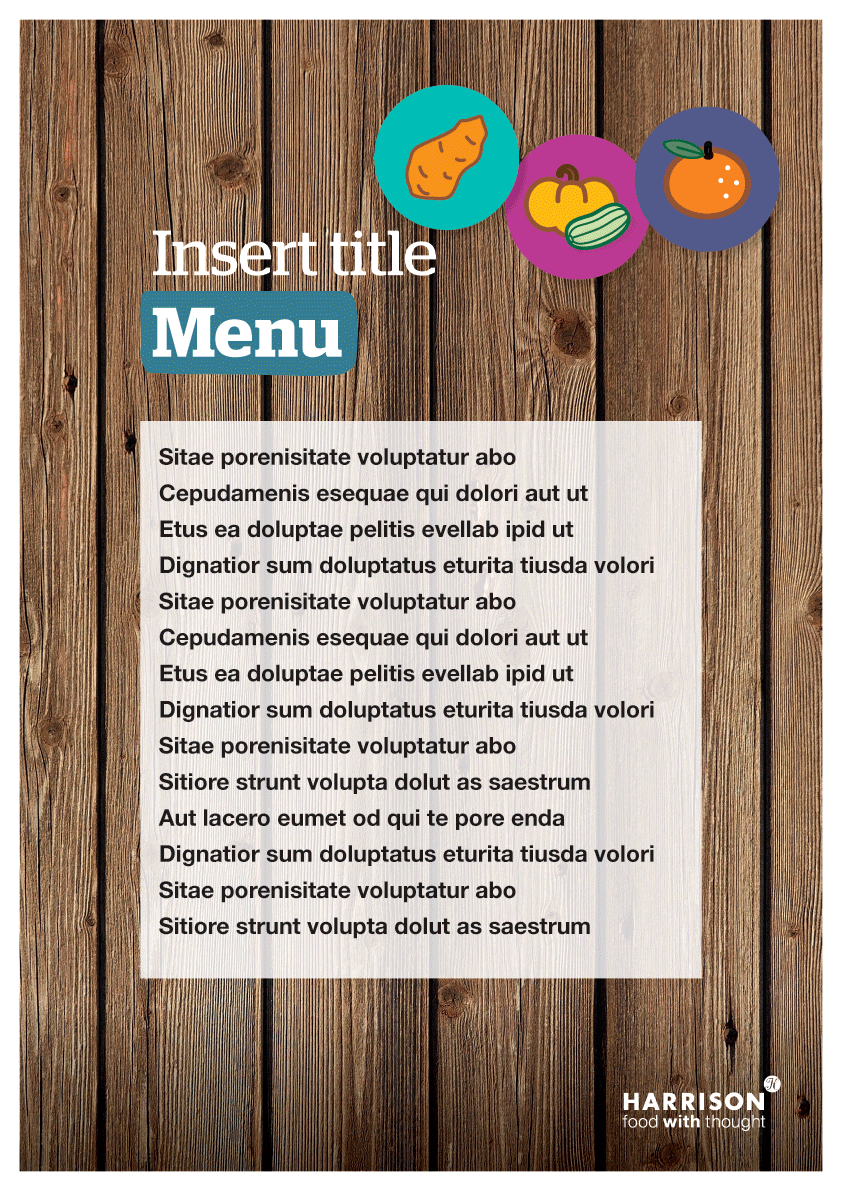 Insert title
Menu
Sitae porenisitate voluptatur abo
Cepudamenis esequae qui dolori aut ut
Etus ea doluptae pelitis evellab ipid ut
Dignatior sum doluptatus eturita tiusda volori
Sitae porenisitate voluptatur abo
Cepudamenis esequae qui dolori aut ut
Etus ea doluptae pelitis evellab ipid ut
Dignatior sum doluptatus eturita tiusda volori
Sitae porenisitate voluptatur abo
Sitiore strunt volupta dolut as saestrum
Aut lacero eumet od qui te pore enda
Dignatior sum doluptatus eturita tiusda volori
Sitae porenisitate voluptatur abo
Sitiore strunt volupta dolut as saestrum
H
HARRISON
food with thought